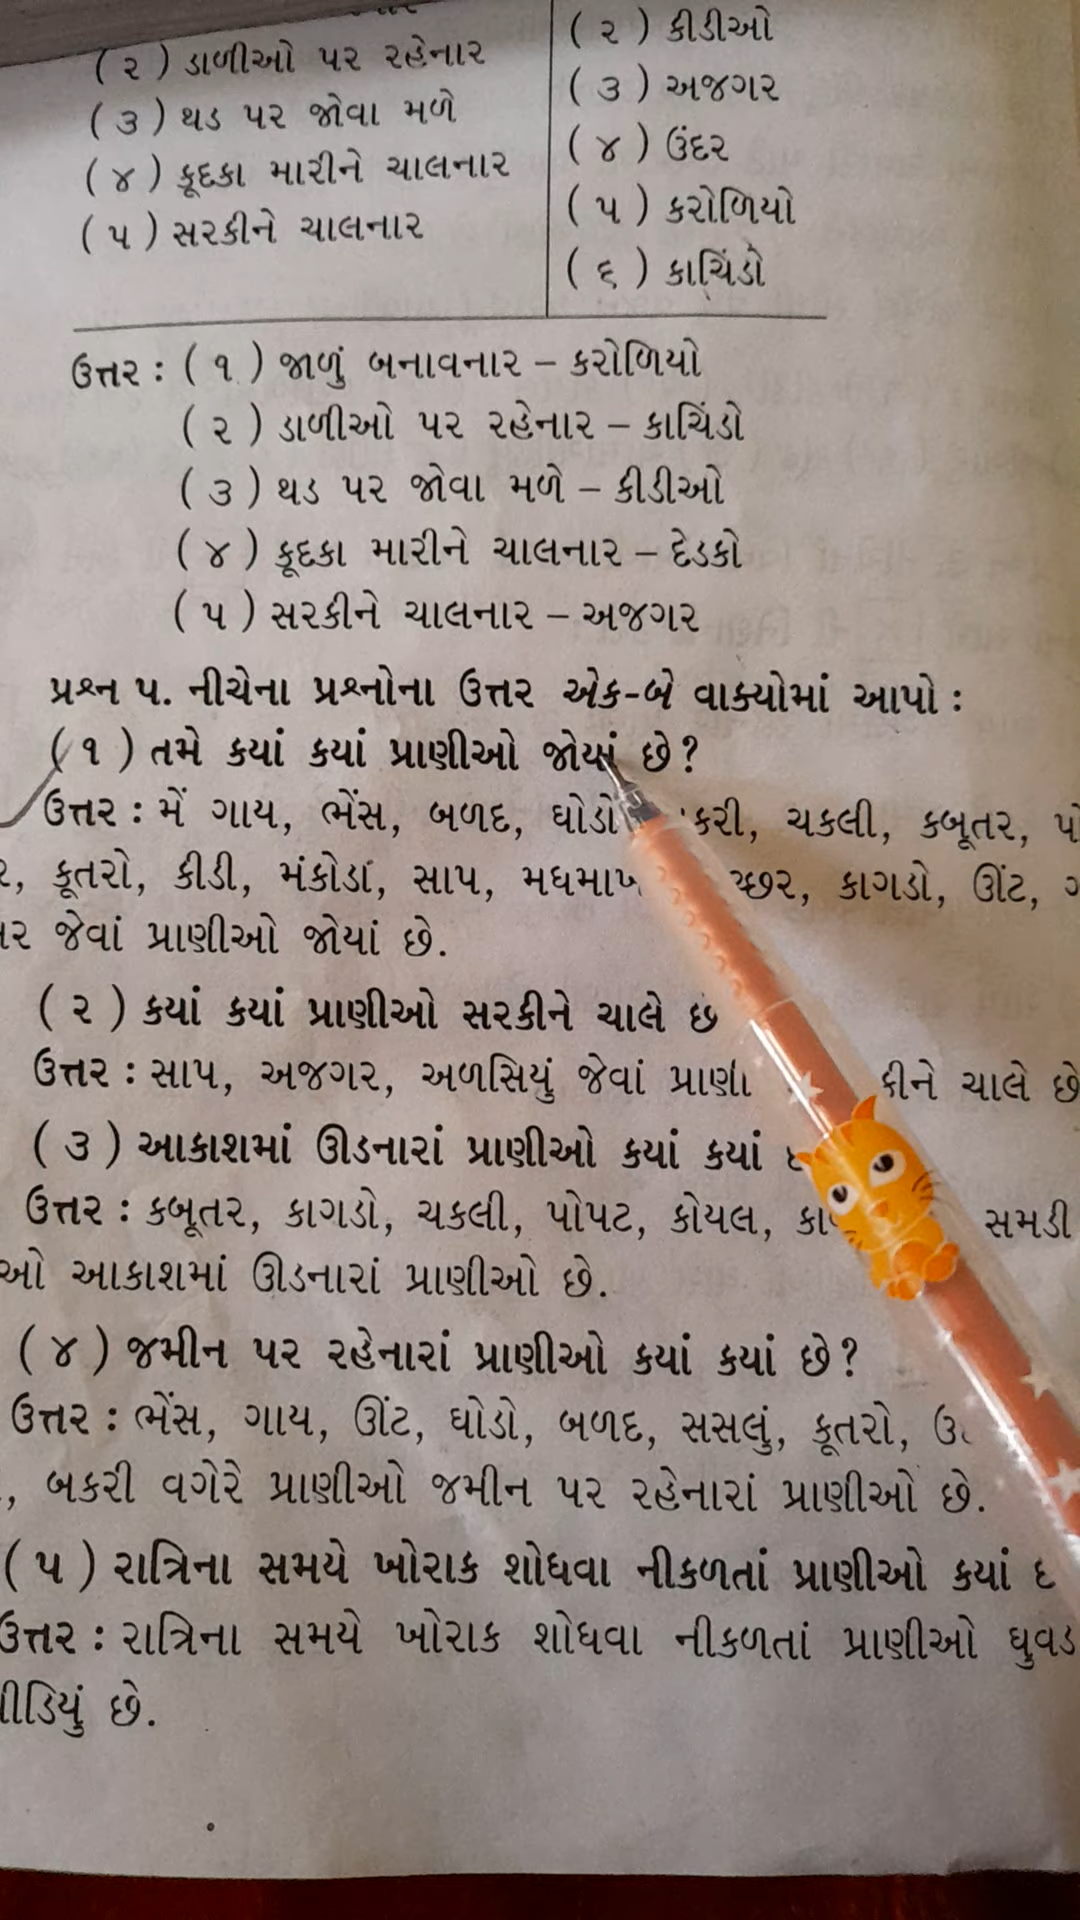 ( ૨ ) ડાળીઓ પર રહેનાર
( ૩ ) થડ પર જોવા મળે
( ૪ ) કૂદકા મારીને ચાલનાર
( ૫ ) સરકીને ચાલનાર
( ૨ ) કીડીઓ
( ૩ ) અજગર
( ૪ ) ઉંદર
( ૫ ) કરોળિયો
( ૬ ) કાચિંડો
ઉત્તર : ( ૧ ) જાળું બનાવનાર – કરોળિયો
( ૨ ) ડાળીઓ પર રહેનાર – કાચિંડો
( ૩ ) થડ પર જોવા મળે – કીડીઓ
( ૪ ) કૂદકા મારીને ચાલનાર – દેડકો
( ૫ ) સરકીને ચાલનાર – અજગર
પ્રશ્ન ૫. નીચેના પ્રશ્નોના ઉત્તર એક-બે વાક્યોમાં આપો :
( ૧ ) તમે કયાં કયાં પ્રાણીઓ જોયાં છે?
ઉત્તર : મેં ગાય, ભેંસ, બળદ, ઘોડો ચકલી, કબૂતર,
કૂતરો, કીડી, મંકોડાં, સાપ, કાગડો, ઊંટ,
જેવાં પ્રાણીઓ જોયાં છે.
( ૨ ) કયાં કયાં પ્રાણીઓ સરકીને ચાલે છે
ઉત્તર : સાપ, અજગર, અળસિયું જેવાં ચાલે છે
( ૩ ) આકાશમાં ઊડનારાં પ્રાણીઓ કયાં કયાં
ઉત્તર : કબૂતર, કાગડો, ચકલી, પોપટ, કોયલ, સમડી
આકાશમાં ઊડનારાં પ્રાણીઓ છે.
( ૪ ) જમીન પર રહેનારાં પ્રાણીઓ કયાં કયાં છે?
ઉત્તર : ભેંસ, ગાય, ઊંટ, ઘોડો, બળદ, સસલું, કૂતરો,
, બકરી વગેરે પ્રાણીઓ જમીન પર રહેનારાં પ્રાણીઓ છે.
( ૫ ) રાત્રિના સમયે ખોરાક શોધવા નીકળતાં પ્રાણીઓ કયાં
ઉત્તર : રાત્રિના સમયે ખોરાક શોધવા નીકળતાં પ્રાણીઓ ઘુવડ
છે.